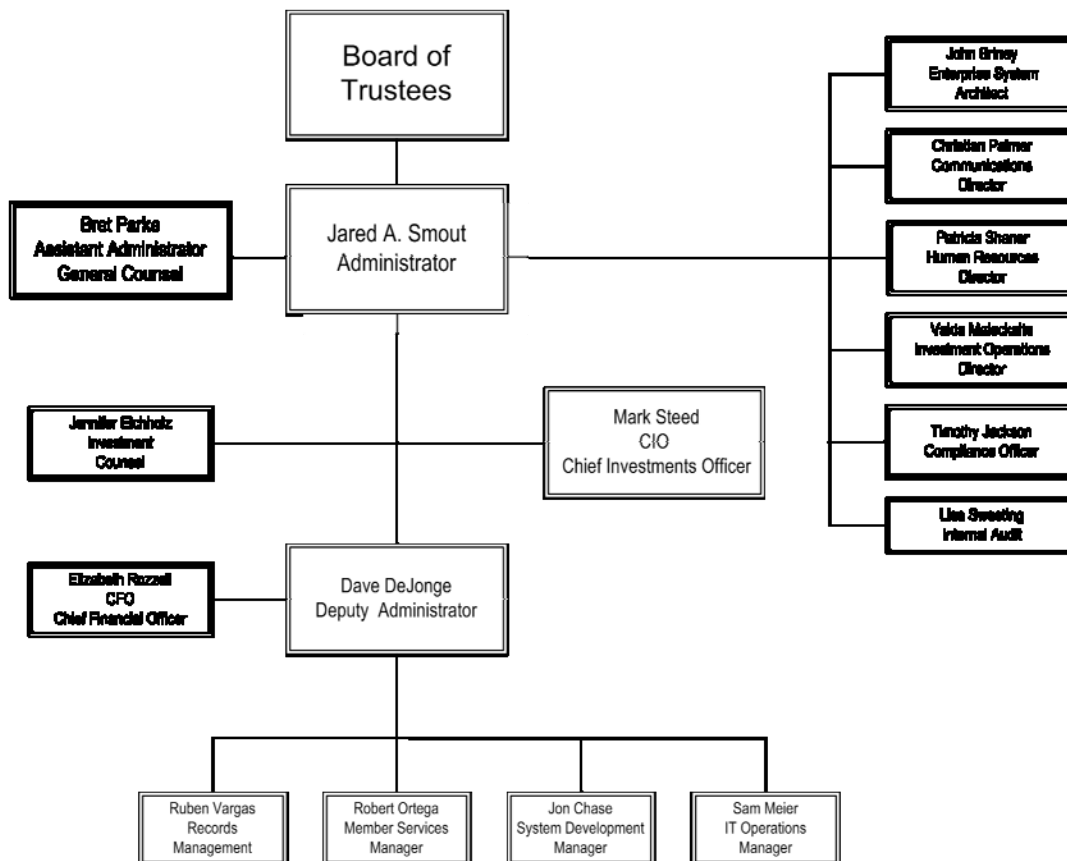 Board of
Trustees
Jared A. Smout
Administrator
Bret Parke
Assistant Administrator
General Counsel
John Briney
Enterprise System
Architect
Christian Palmer
Communications
Director
Patricia Shaner
Human Resources
Director
Vaida Maleckaite
Investment Operations
Director
Timothy Jackson
Compliance Officer
Lisa Sweeting
Internal Audit
Jennifer Eichholz
Investment
Counsel
Mark Steed
CIO
Chief Investments Officer
Elizabeth Rozzell
CFO
Chief Financial Officer
Dave DeJonge
Deputy Administrator
Ruben Vargas
Records
Management
Robert Ortega
Member Services
Manager
Jon Chase
System Development
Manager
Sam Meier
IT Operations
Manager